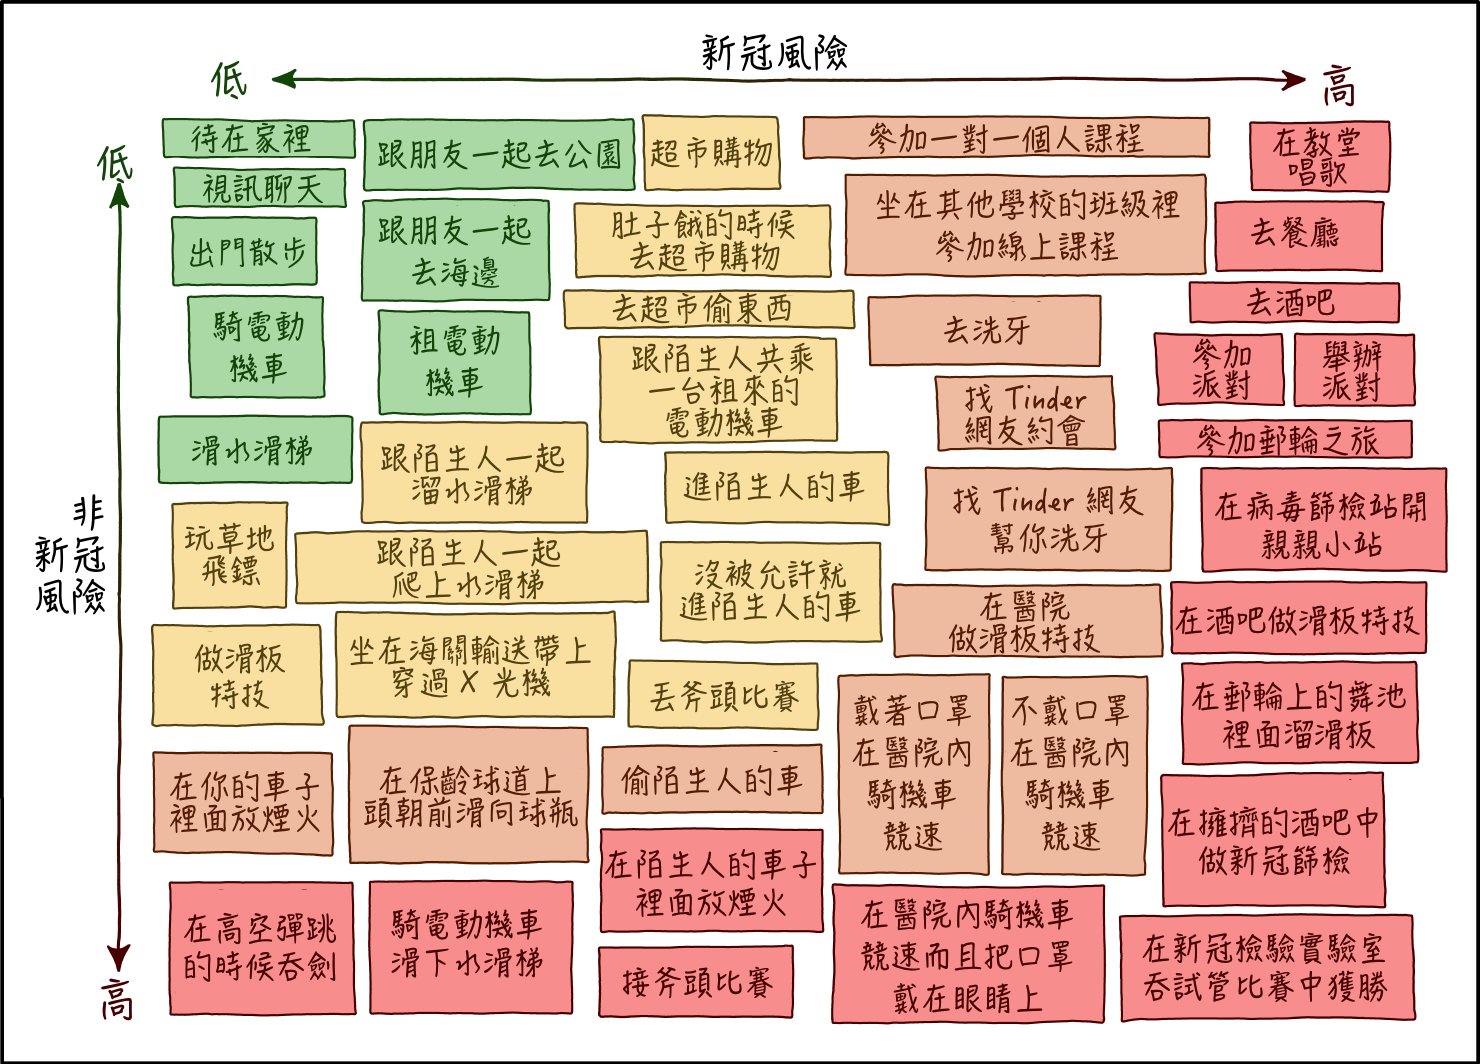 新冠風險
低
高
低
非
新冠
風險
高
待在家裡
視訊聊天
出門散步
騎電動
機車
滑水滑梯
玩草地
飛鏢
做滑板
特技
在你的車子
裡面放煙火
在高空彈跳
的時候吞劍
跟朋友一起去公園
跟朋友一起
去海邊
租電動
機車
跟陌生人一起
溜水滑梯
跟陌生人一起
爬上水滑梯
坐在海關輸送帶上
穿過 X 光機
在保齡球道上
頭朝前滑向球瓶
騎電動機車
滑下水滑梯
超市購物
肚子餓的時候
去超市購物
去超市偷東西
跟陌生人共乘
一台租來的
電動機車
進陌生人的車
沒被允許就
進陌生人的車
丟斧頭比賽
偷陌生人的車
在陌生人的車子
裡面放煙火
接斧頭比賽
參加一對一個人課程
坐在其他學校的班級裡
參加線上課程
去洗牙
找 Tinder
網友約會
找 Tinder 網友
幫你洗牙
在醫院
做滑板特技
戴著口罩
在醫院內
騎機車
競速
不戴口罩
在醫院內
騎機車
競速
在醫院內騎機車
競速而且把口罩
戴在眼睛上
在教堂
唱歌
去餐廳
去酒吧
參加
派對
舉辦
派對
參加郵輪之旅
在病毒篩檢站開
親親小站
在酒吧做滑板特技
在郵輪上的舞池
裡面溜滑板
在擁擠的酒吧中
做新冠篩檢
在新冠檢驗實驗室
吞試管比賽中獲勝